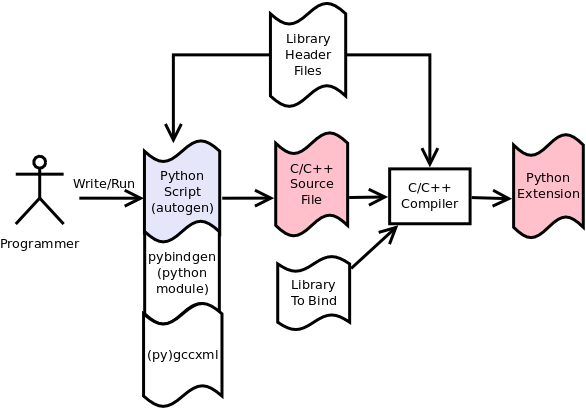 Library
Header
Files
Programmer
Write/Run
Python
Script
(autogen)
pybindgen
(python
module)
(py)gccxml
C/C++
Source
File
Library
To Bind
C/C++
Compiler
Python
Extension